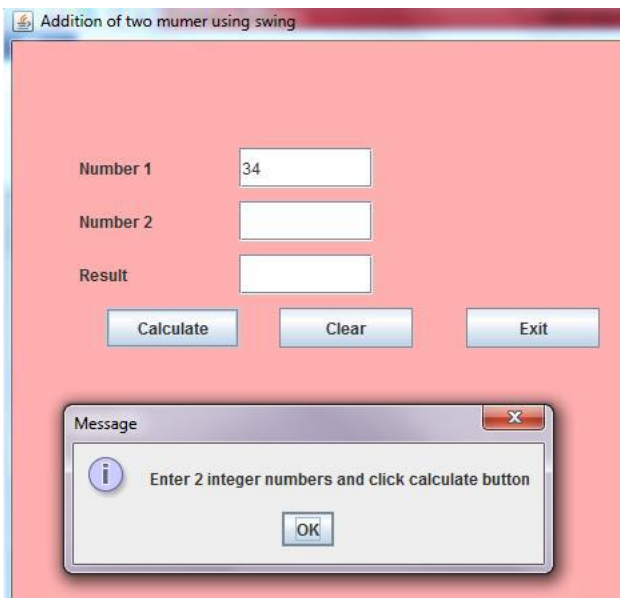 Addition of two mumer using swing
Number 1 34
Number 2
Result
Calculate Clear Exit
Message
Enter 2 integer numbers and click calculate button
OK